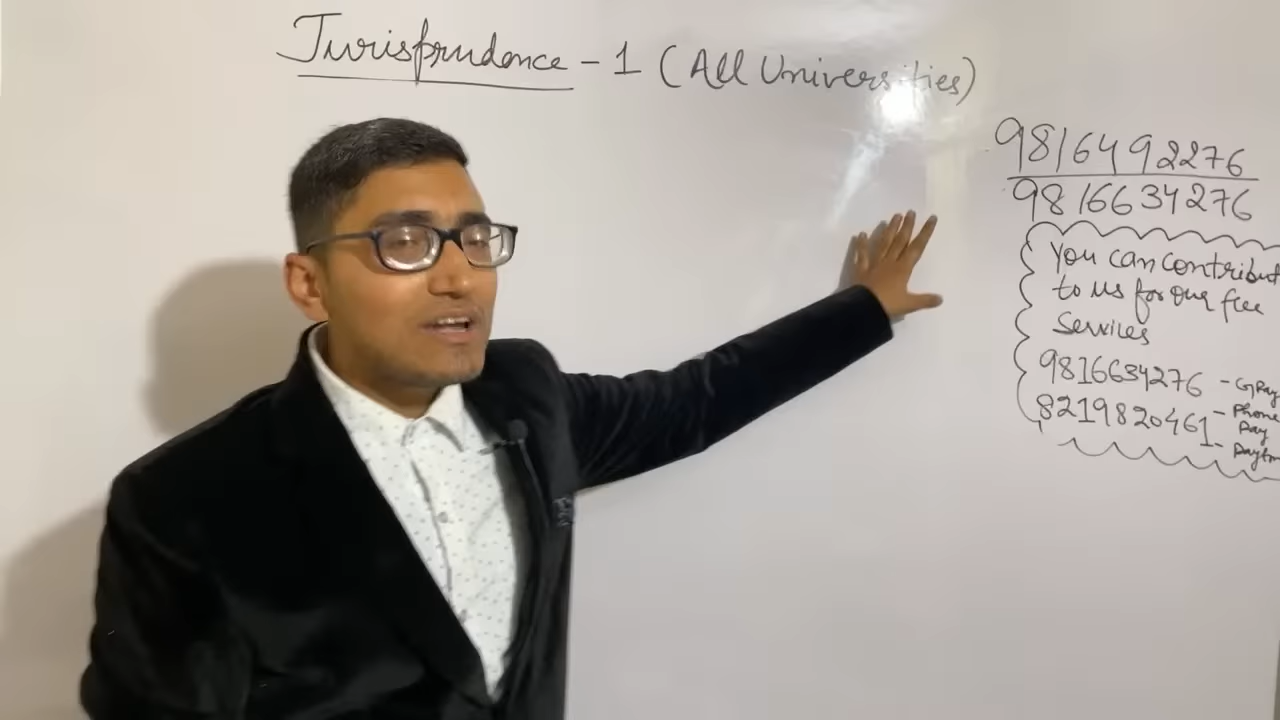 Jurisprudence - 1 (All Universities)
9816492276
9816634276
You can contribut
to us for our free
Services
9816634276 - GPay
8219820461 - Phone
Pay
- Paytm